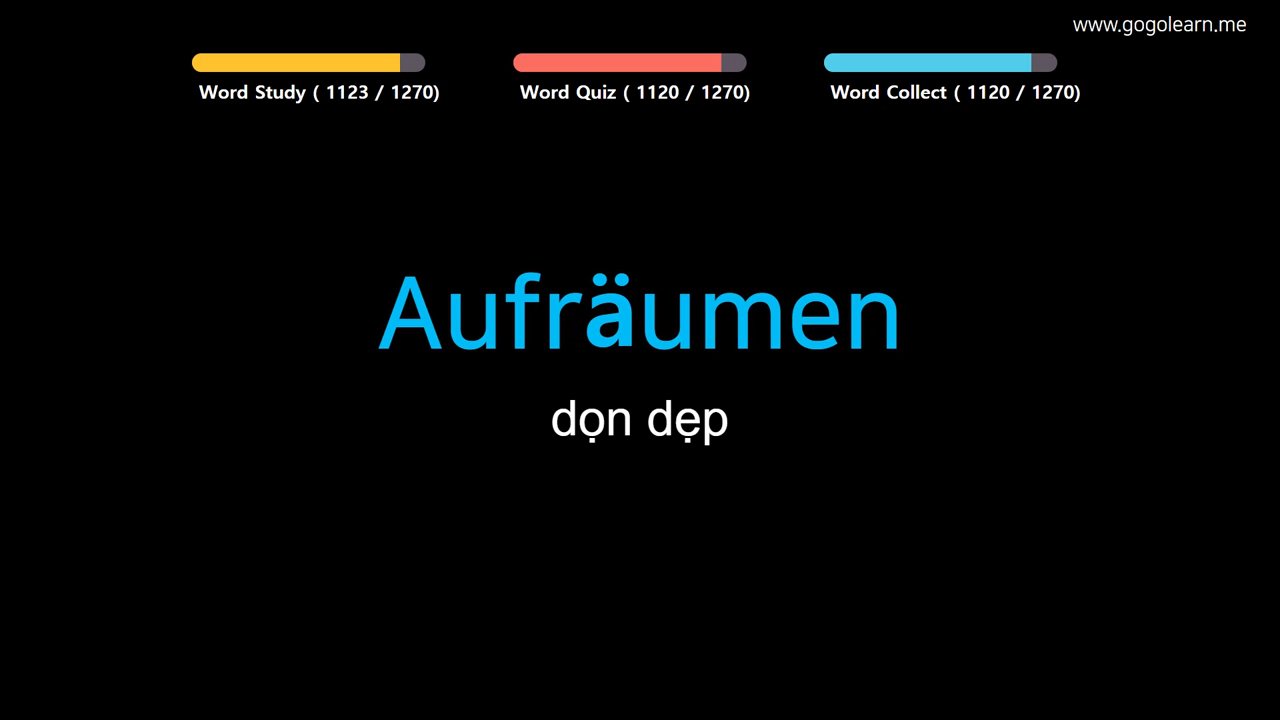 www.gogolearn.me
Word Study ( 1123 / 1270)
Word Quiz ( 1120 / 1270)
Word Collect ( 1120 / 1270)
Aufräumen
dọn dẹp